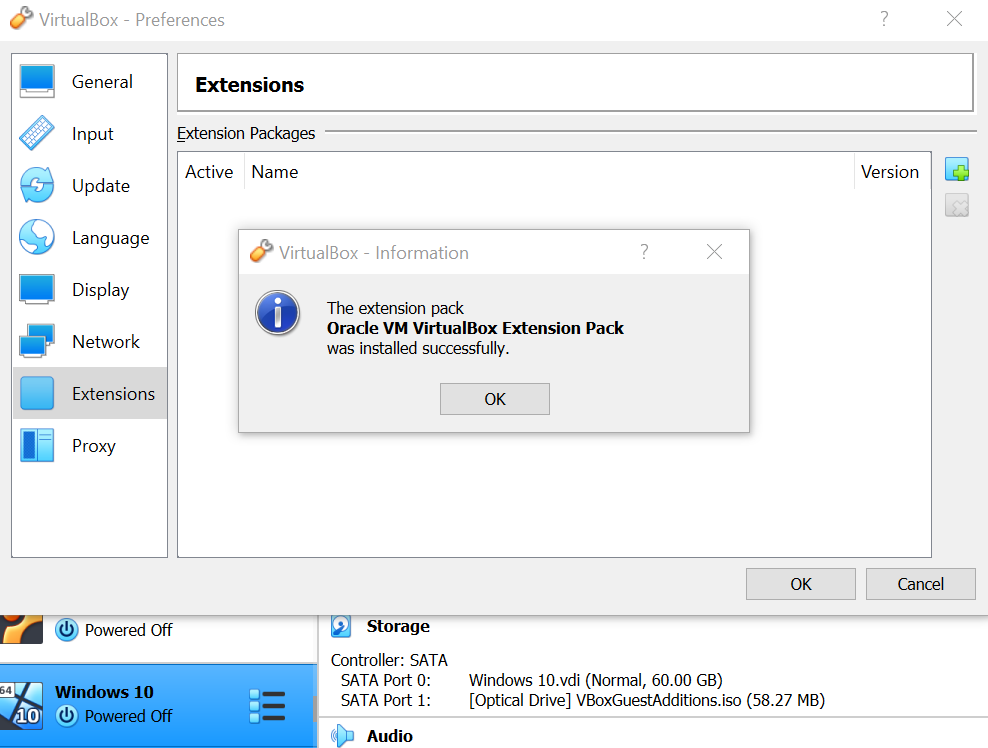 VirtualBox - Preferences
?
General
Input
Update
Language
Display
Network
Extensions
Proxy
Extensions
Extension Packages
Active Name Version
VirtualBox - Information
?
The extension pack
Oracle VM VirtualBox Extension Pack
was installed successfully.
OK
OK Cancel
Powered Off
64
10
Windows 10
Powered Off
Storage
Controller: SATA
SATA Port 0: Windows 10.vdi (Normal, 60.00 GB)
SATA Port 1: [Optical Drive] VBoxGuestAdditions.iso (58.27 MB)
Audio